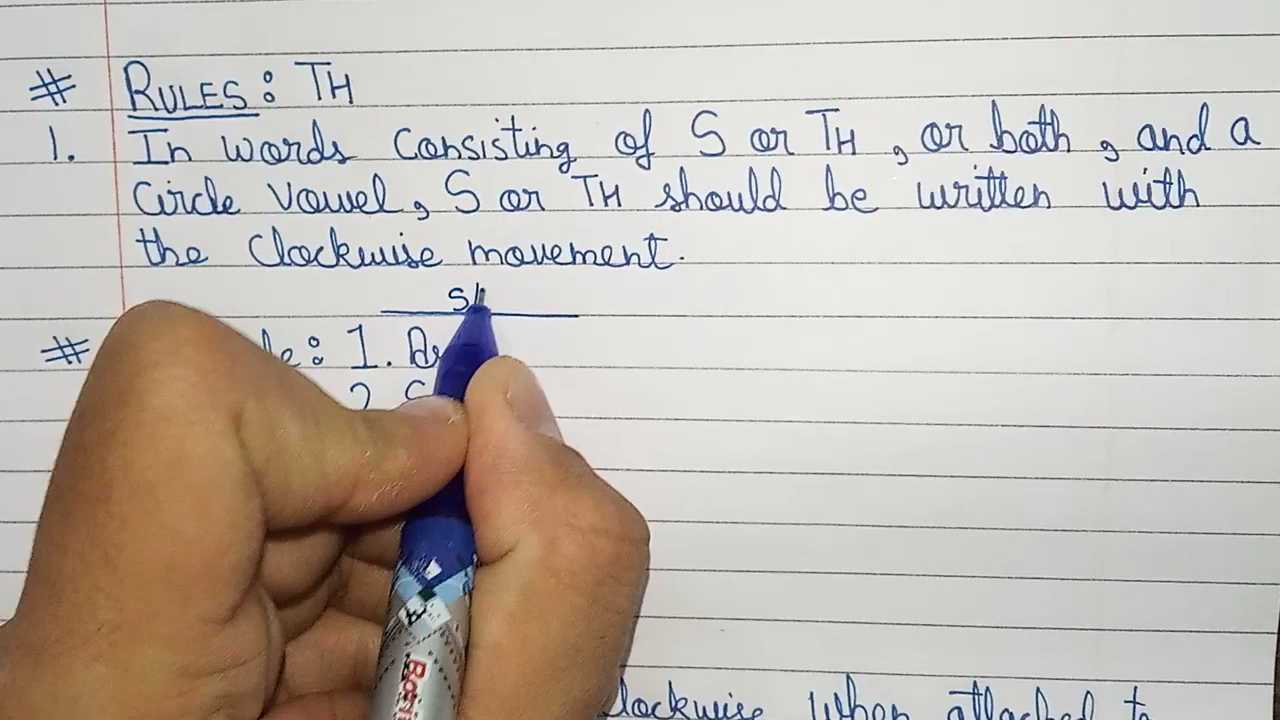 # RULES: TH
1. In words consisting of S or TH, or both, and a
circle vowel, S or TH should be written with
the clockwise movement.
S
# : 1.
2.
clockwise when attached to